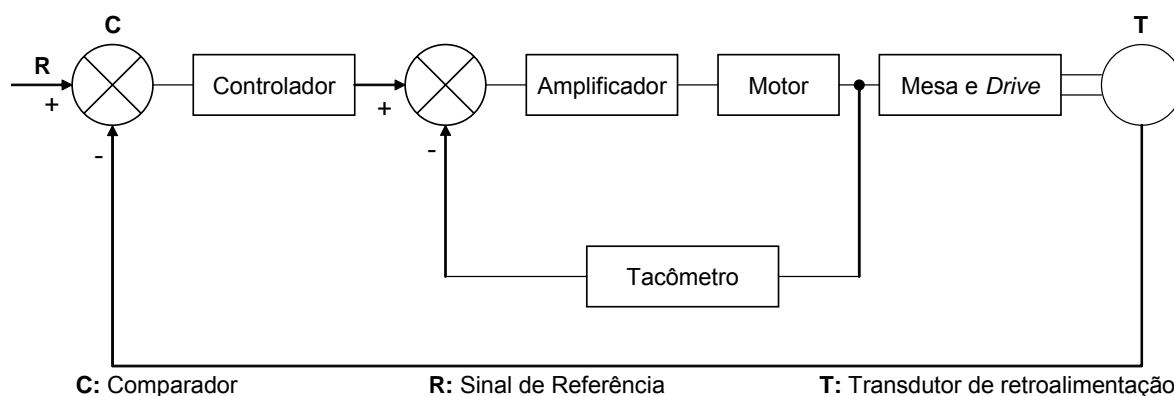 C
T
R
+
-
Controlador
+
-
Amplificador
Motor
Mesa e Drive
Tacômetro
C: Comparador
R: Sinal de Referência
T: Transdutor de retroalimentação